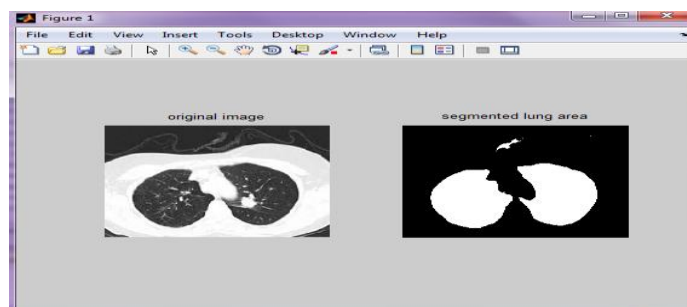 Figure 1
File Edit View Insert Tools Desktop Window Help
original image
segmented lung area